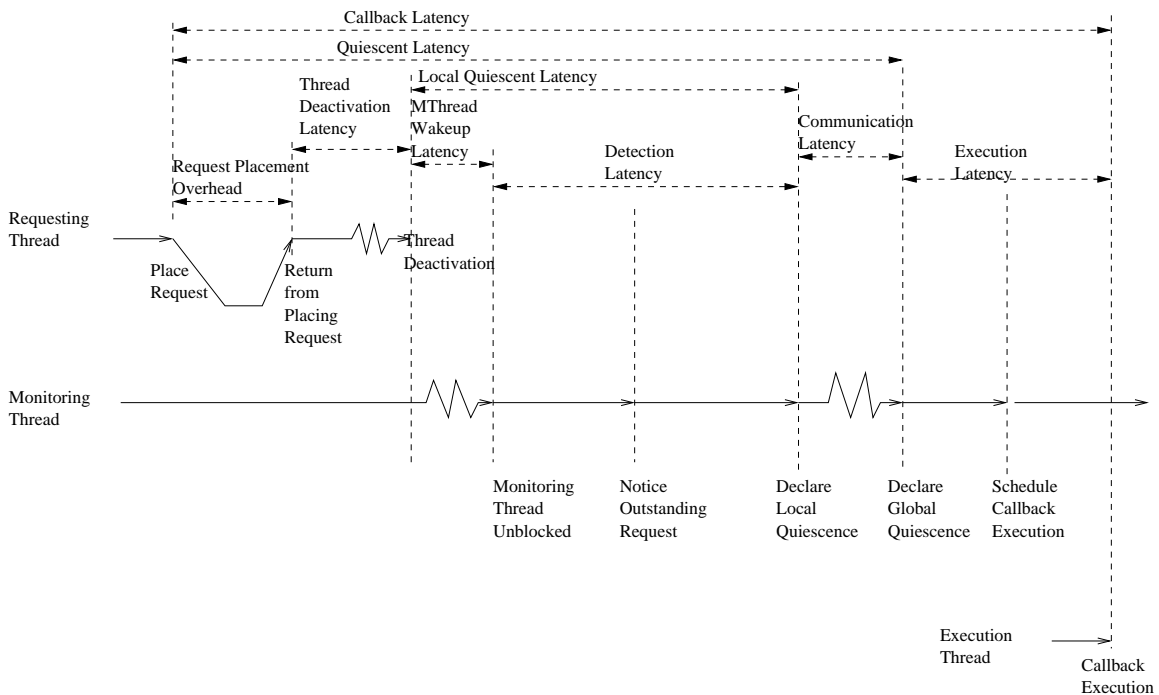 Callback Latency
Quiescent Latency
Local Quiescent Latency
Thread
Deactivation
Latency
MThread
Wakeup
Latency
Communication
Latency
Detection
Latency
Execution
Latency
Request Placement
Overhead
Requesting
Thread
Thread
Deactivation
Place
Request
Return
from
Placing
Request
Monitoring
Thread
Monitoring
Thread
Unblocked
Notice
Outstanding
Request
Declare
Local
Quiescence
Declare
Global
Quiescence
Schedule
Callback
Execution
Execution
Thread
Callback
Execution